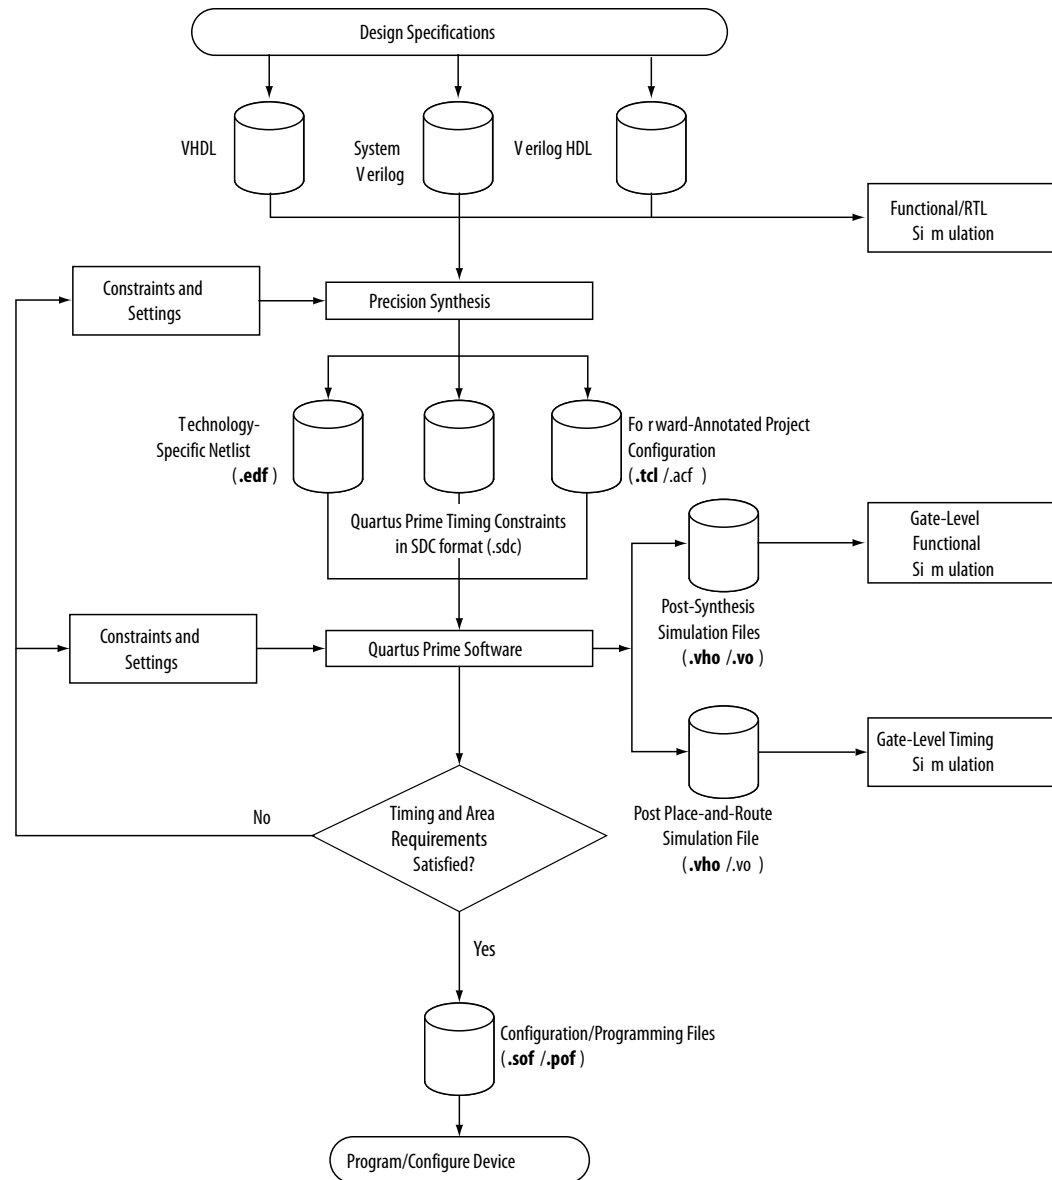 Design Specifications
VHDL
System
Verilog
Verilog HDL
Functional/RTL
Simulation
Constraints and
Settings
Precision Synthesis
Technology-
Specific Netlist
(.edf)
Forward-Annotated Project
Configuration
(.tcl/.acf)
Quartus Prime Timing Constraints
in SDC format (.sdc)
Gate-Level
Functional
Simulation
Post-Synthesis
Simulation Files
(.vho/.vo)
Constraints and
Settings
Quartus Prime Software
Gate-Level Timing
Simulation
Post Place-and-Route
Simulation File
(.vho/.vo)
No
Timing and Area
Requirements
Satisfied?
Yes
Configuration/Programming Files
(.sof/.pof)
Program/Configure Device